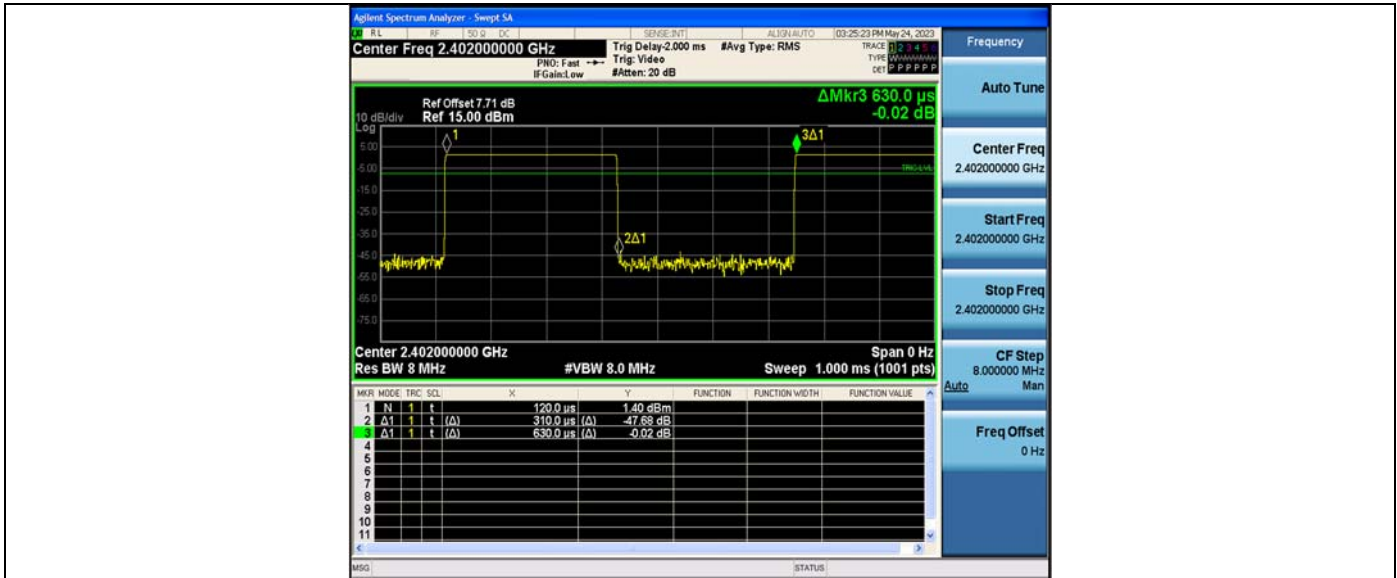 Agilent Spectrum Analyzer - Swept SA
RL RF 50 Ω DC SENSE:INT ALIGN AUTO 03:25:23 PM May 24, 2023
Center Freq 2.402000000 GHz
PNO: Fast
IFGain:Low
Trig Delay-2.000 ms
Trig: Video
#Atten: 20 dB
#Avg Type: RMS
TRACE 1 2 3 4 5 6
TYPE
DET P P P P P P
ΔMkr3 630.0 µs
-0.02 dB
Ref Offset 7.71 dB
Ref 15.00 dBm
10 dB/div
Log
1
3Δ1
2Δ1
5.00
-5.00
-15.0
-25.0
-35.0
-45.0
-55.0
-65.0
-75.0
TRIG LVL
Center 2.402000000 GHz
Span 0 Hz
Res BW 8 MHz
#VBW 8.0 MHz
Sweep 1.000 ms (1001 pts)
MKR MODE TRC SCL X Y FUNCTION FUNCTION WIDTH FUNCTION VALUE
1 N 1 t 120.0 µs 1.40 dBm
2 Δ1 1 t (Δ) 310.0 µs (Δ) -47.68 dB
3 Δ1 1 t (Δ) 630.0 µs (Δ) -0.02 dB
4
5
6
7
8
9
10
11
MSG
STATUS
Frequency
Auto Tune
Center Freq
2.402000000 GHz
Start Freq
2.402000000 GHz
Stop Freq
2.402000000 GHz
CF Step
8.000000 MHz
Auto Man
Freq Offset
0 Hz